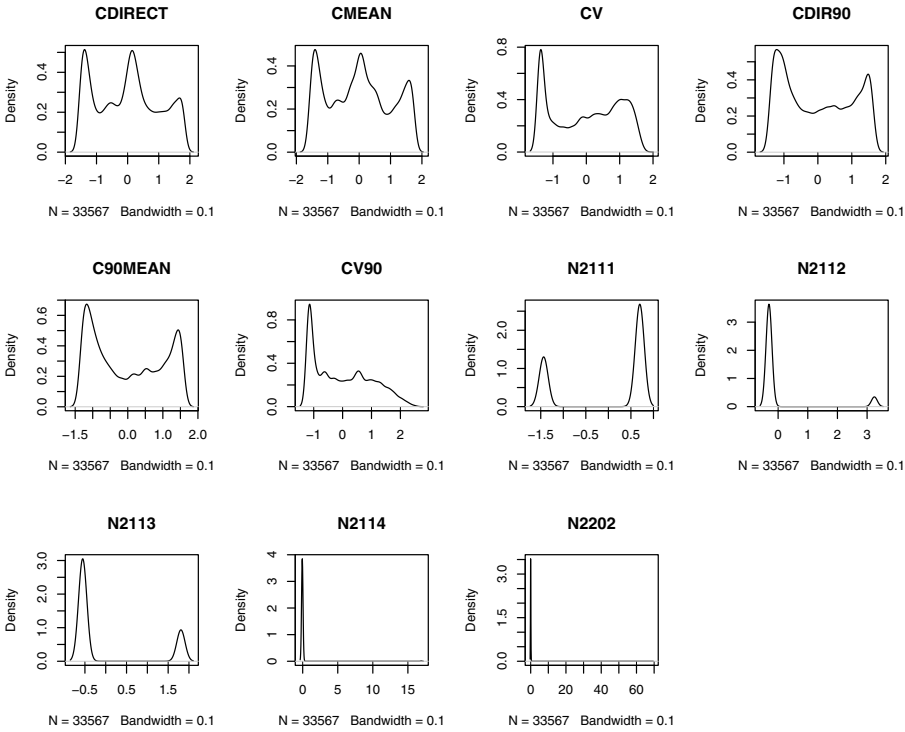 CDIRECT
Density
0.0 0.2 0.4
−2 −1 0 1 2
N = 33567 Bandwidth = 0.1
CMEAN
Density
0.0 0.2 0.4
−2 −1 0 1 2
N = 33567 Bandwidth = 0.1
CV
Density
0.0 0.4 0.8
−1 0 1 2
N = 33567 Bandwidth = 0.1
CDIR90
Density
0.0 0.2 0.4
−1 0 1 2
N = 33567 Bandwidth = 0.1
C90MEAN
Density
0.0 0.2 0.4 0.6
−1.5 0.0 1.0 2.0
N = 33567 Bandwidth = 0.1
CV90
Density
0.0 0.4 0.8
−1 0 1 2
N = 33567 Bandwidth = 0.1
N2111
Density
0.0 1.0 2.0
−1.5 −0.5 0.5
N = 33567 Bandwidth = 0.1
N2112
Density
0 1 2 3
0 1 2 3
N = 33567 Bandwidth = 0.1
N2113
Density
0.0 1.0 2.0 3.0
−0.5 0.5 1.5
N = 33567 Bandwidth = 0.1
N2114
Density
0 1 2 3 4
0 5 10 15
N = 33567 Bandwidth = 0.1
N2202
Density
0.0 1.5 3.0
0 20 40 60
N = 33567 Bandwidth = 0.1